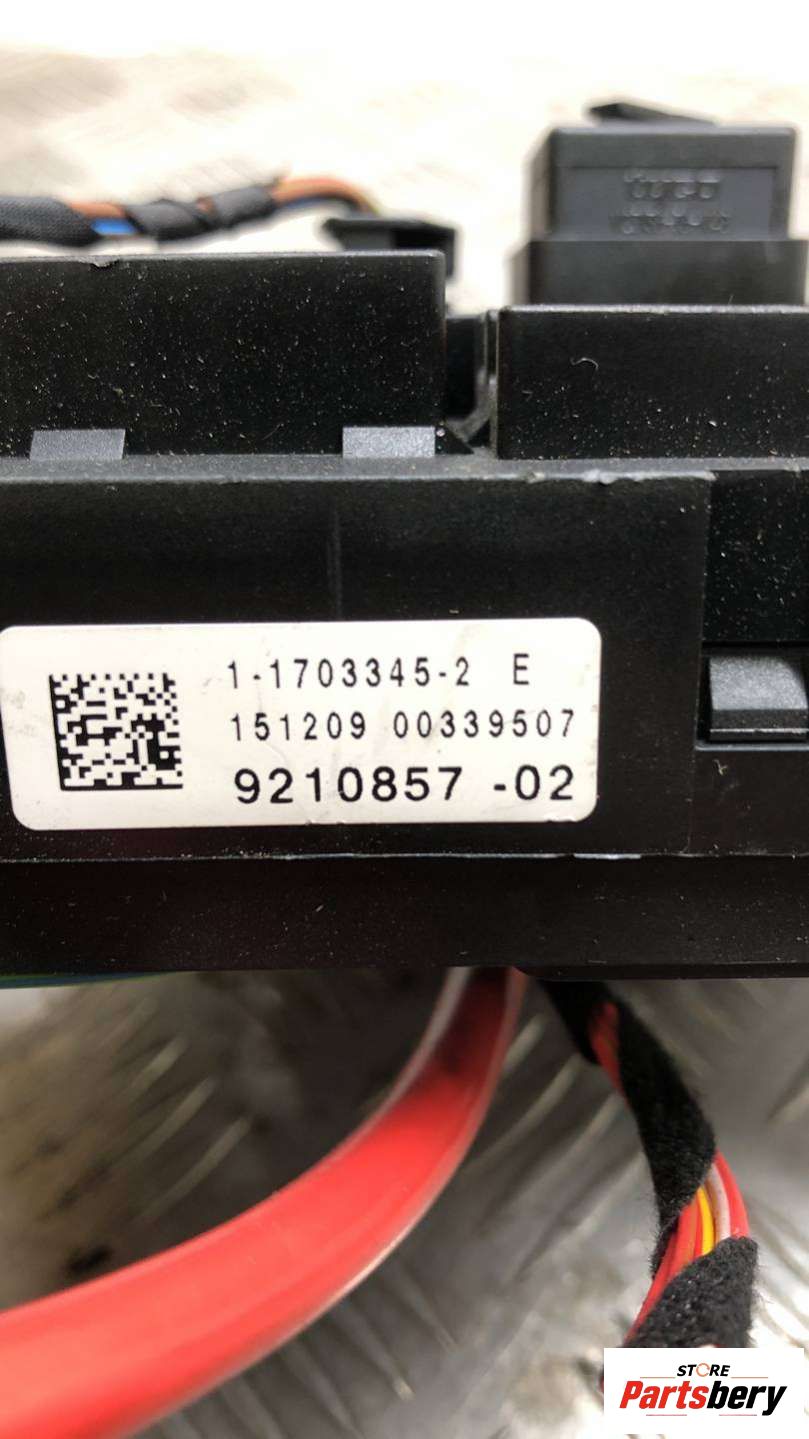 1-1703345-2 E
151209 00339507
9210857 -02
STORE
Partsbery